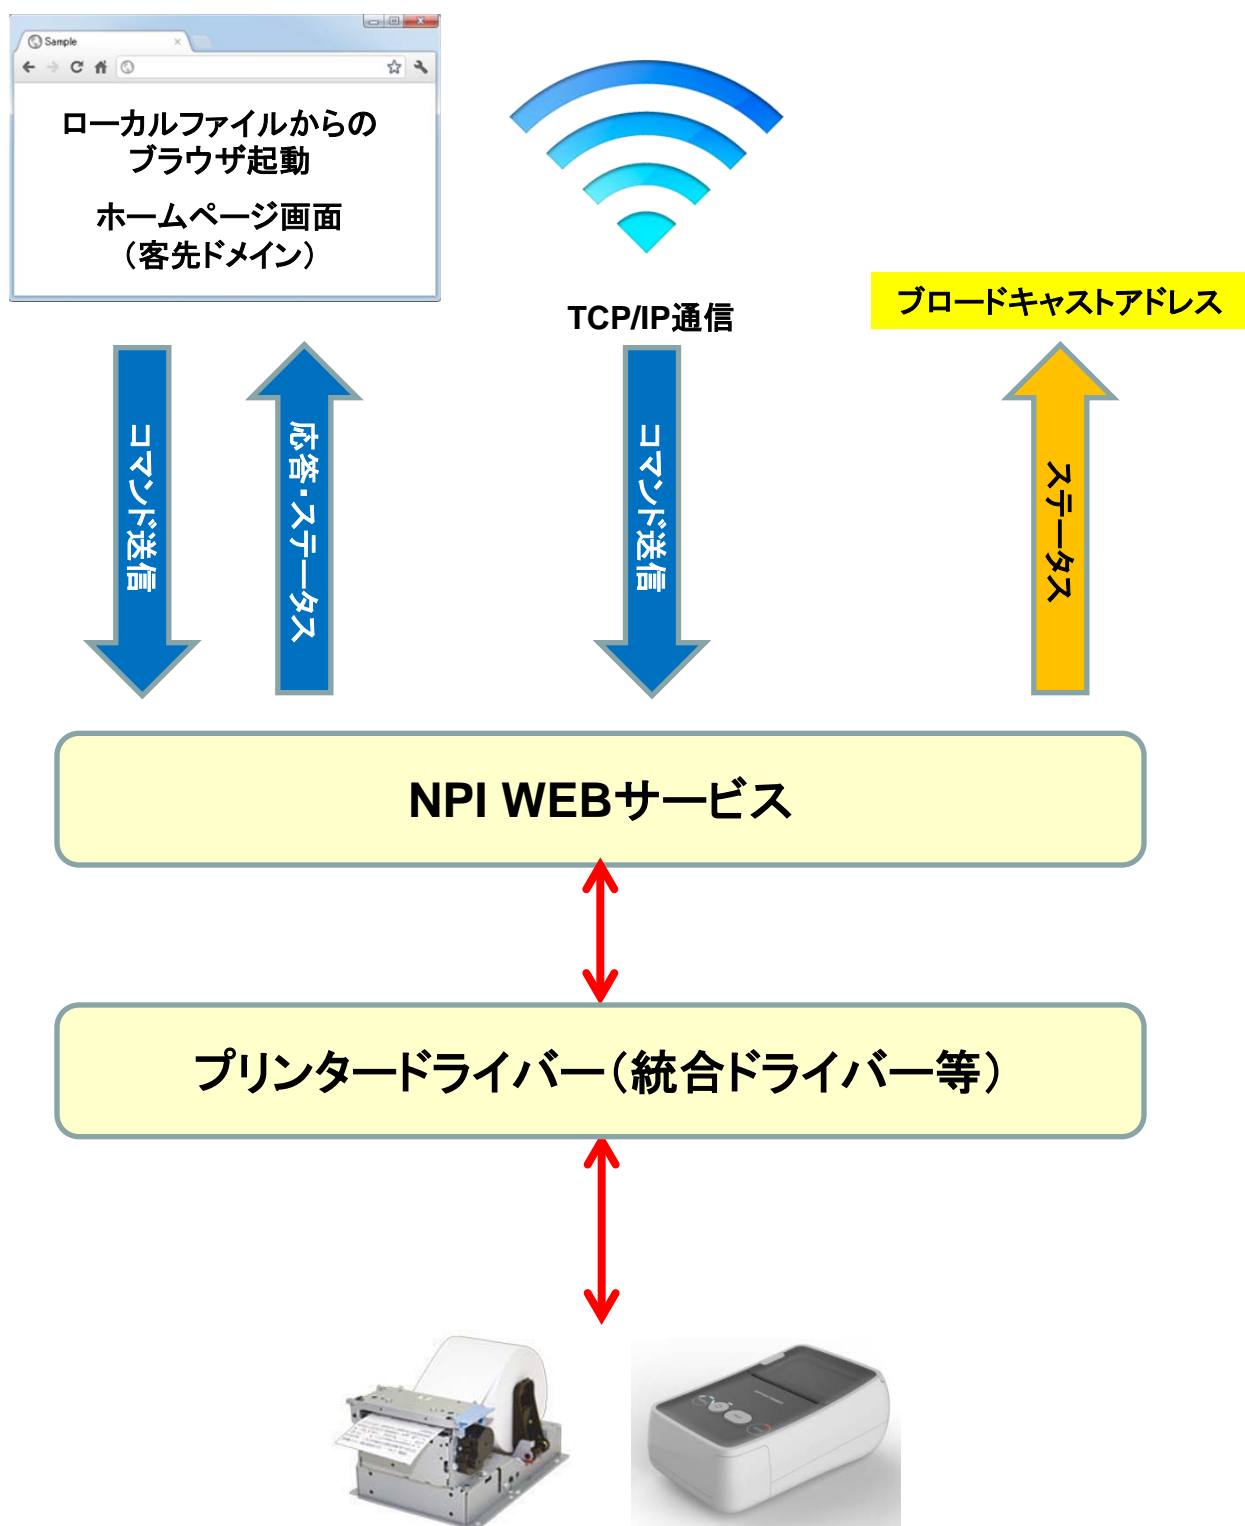 Sample
ローカルファイルからの
ブラウザ起動
ホームページ画面
（客先ドメイン）
TCP/IP通信
ブロードキャストアドレス
コマンド送信
応答・ステータス
コマンド送信
ステータス
NPI WEBサービス
プリンタードライバー（統合ドライバー等）